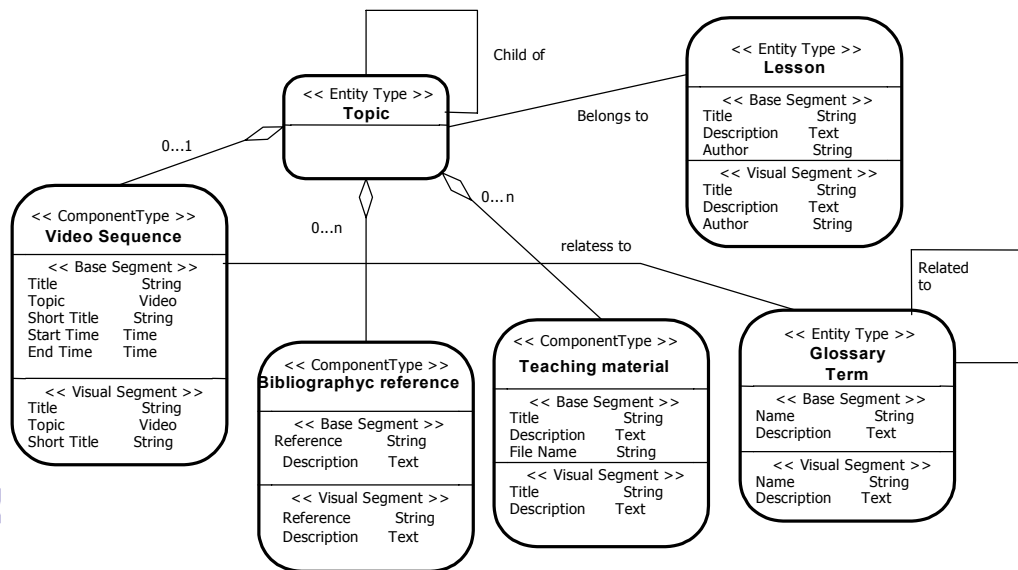 Child of
<< Entity Type >>
Topic
Belongs to
<< Entity Type >>
Lesson
<< Base Segment >>
Title String
Description Text
Author String
<< Visual Segment >>
Title String
Description Text
Author String
0...1
0...n
0...n
relatess to
<< ComponentType >>
Video Sequence
<< Base Segment >>
Title String
Topic Video
Short Title String
Start Time Time
End Time Time
<< Visual Segment >>
Title String
Topic Video
Short Title String
<< ComponentType >>
Bibliographyc reference
<< Base Segment >>
Reference String
Description Text
<< Visual Segment >>
Reference String
Description Text
<< ComponentType >>
Teaching material
<< Base Segment >>
Title String
Description Text
File Name String
<< Visual Segment >>
Title String
Description Text
Related
to
<< Entity Type >>
Glossary
Term
<< Base Segment >>
Name String
Description Text
<< Visual Segment >>
Name String
Description Text